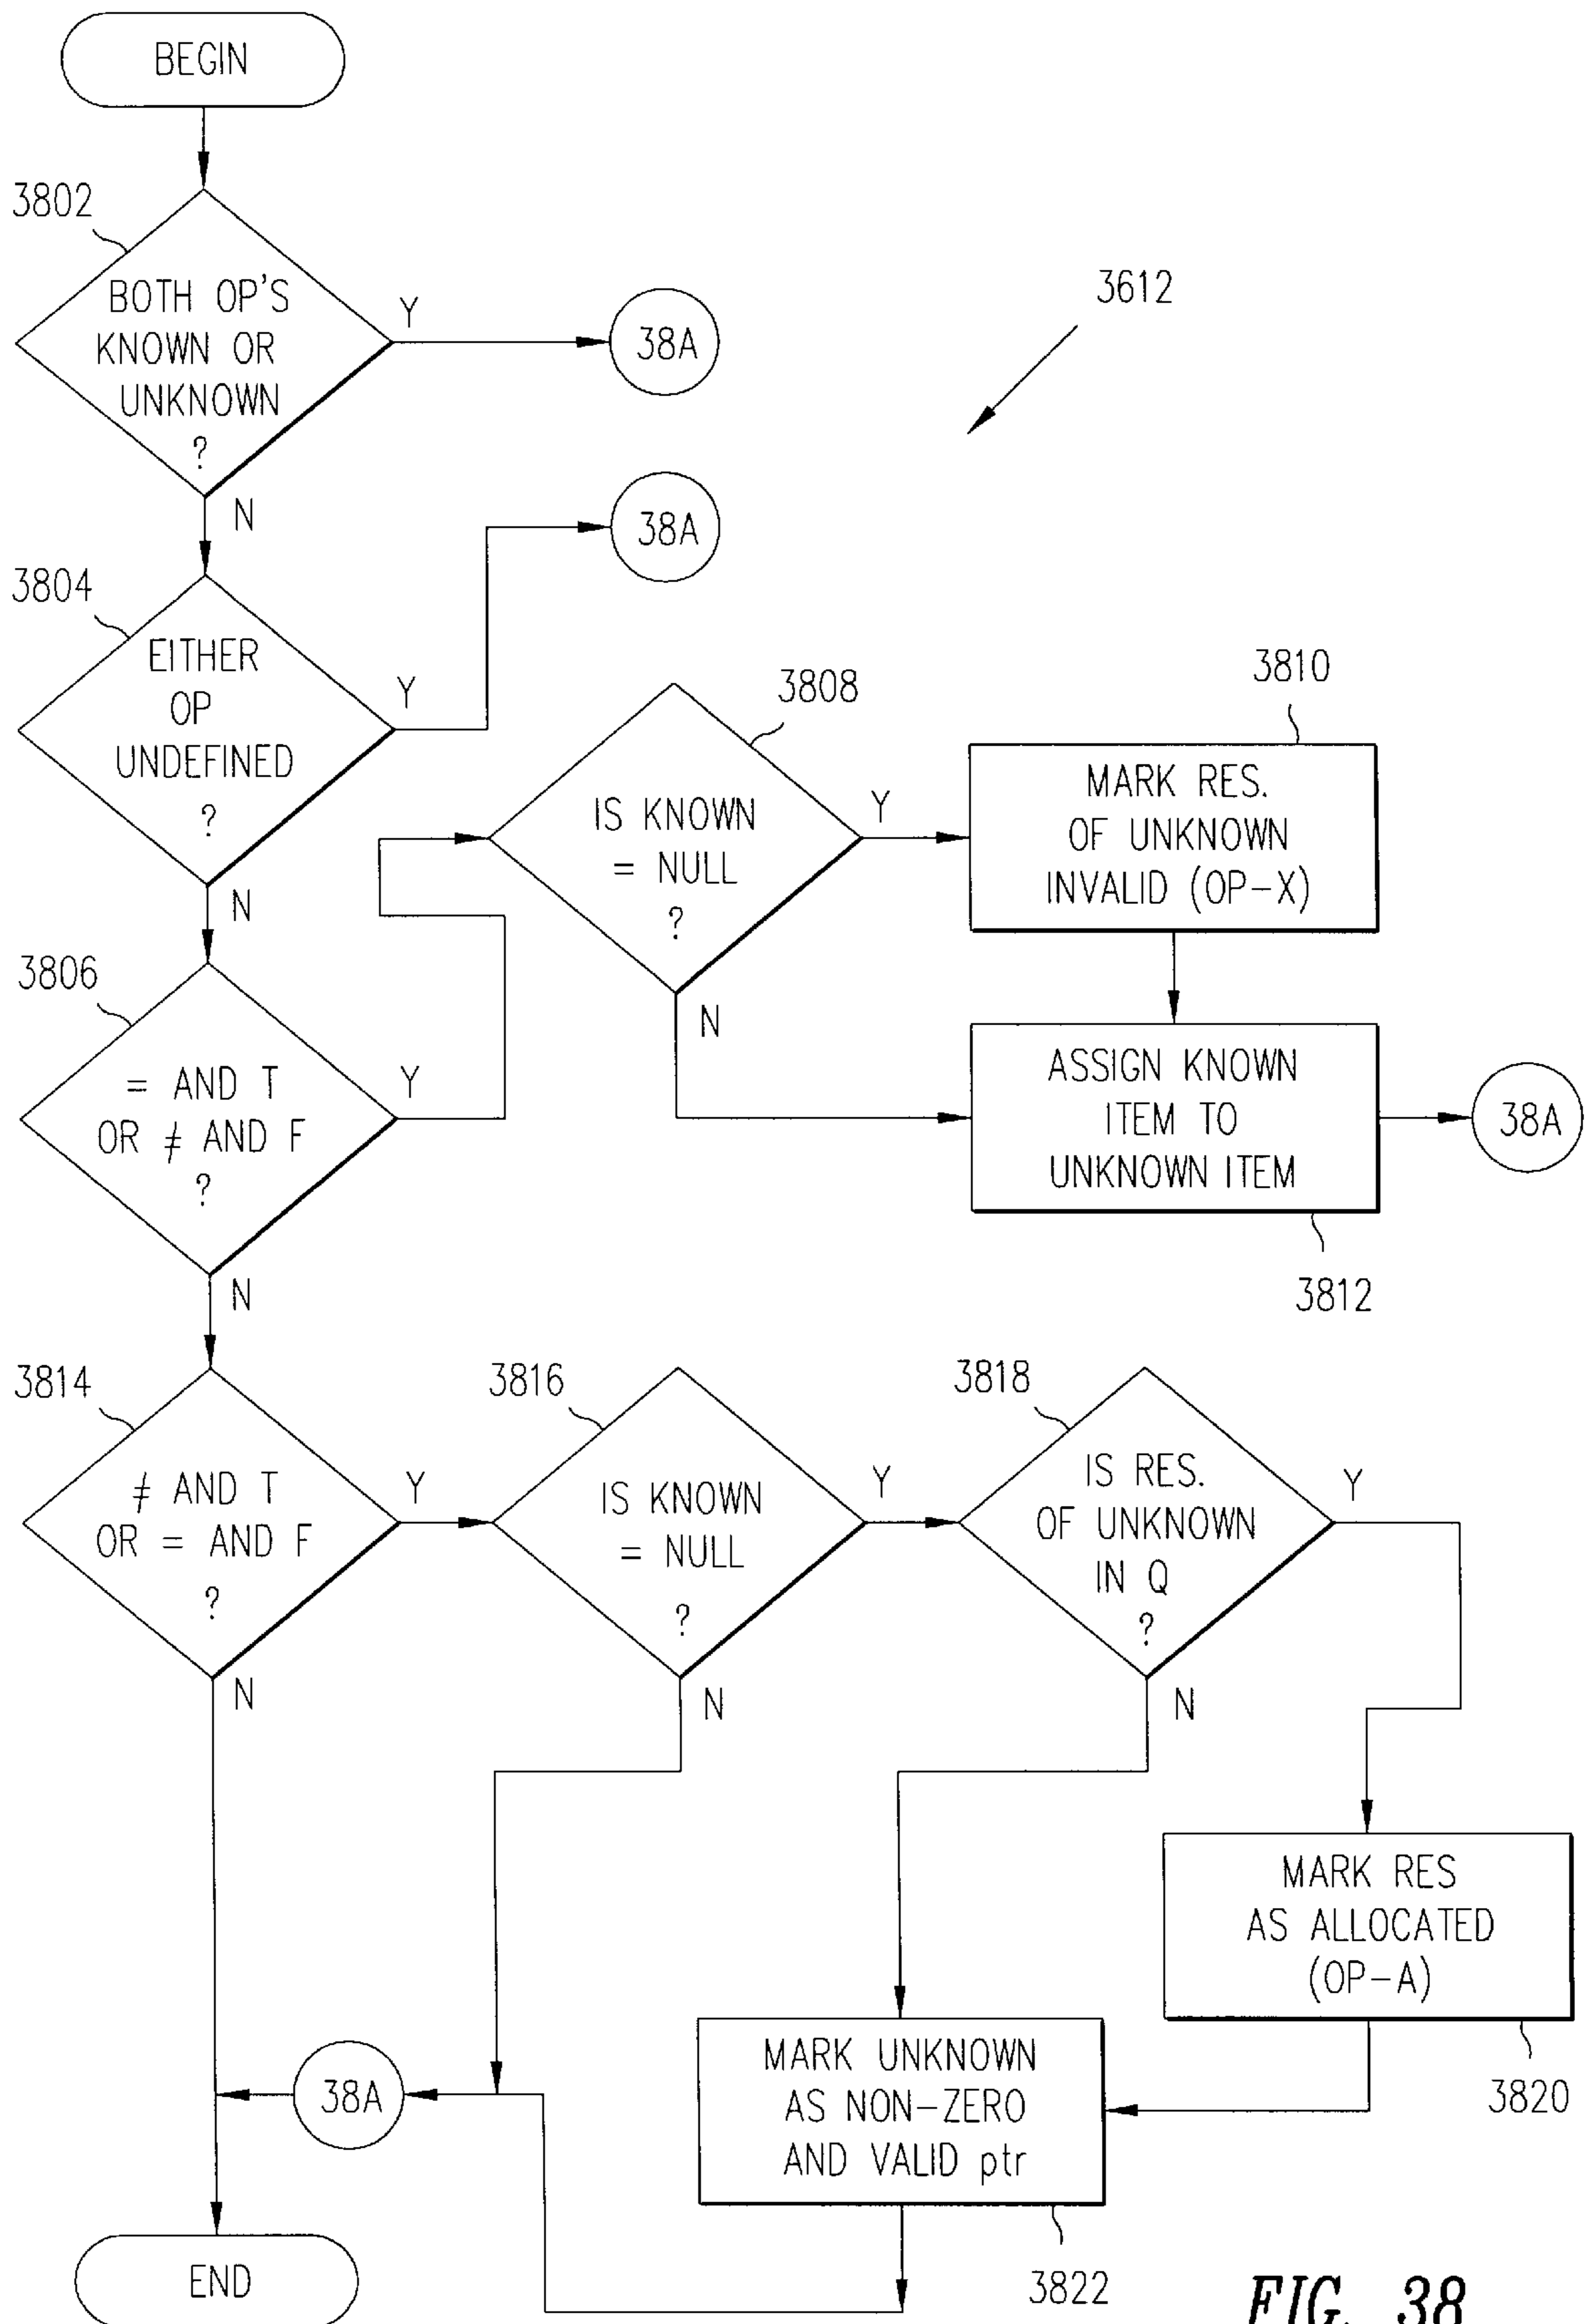 BEGIN
3802
BOTH OP'S
KNOWN OR
UNKNOWN
?
Y
38A
N
3612
3804
EITHER
OP
UNDEFINED
?
Y
38A
N
3806
= AND T
OR ≠ AND F
?
Y
N
3808
IS KNOWN
= NULL
?
Y
N
3810
MARK RES.
OF UNKNOWN
INVALID (OP-X)
ASSIGN KNOWN
ITEM TO
UNKNOWN ITEM
3812
38A
3814
≠ AND T
OR = AND F
?
Y
N
3816
IS KNOWN
= NULL
?
Y
N
3818
IS RES.
OF UNKNOWN
IN Q
?
Y
N
MARK RES
AS ALLOCATED
(OP-A)
3820
MARK UNKNOWN
AS NON-ZERO
AND VALID ptr
3822
38A
END
FIG. 38